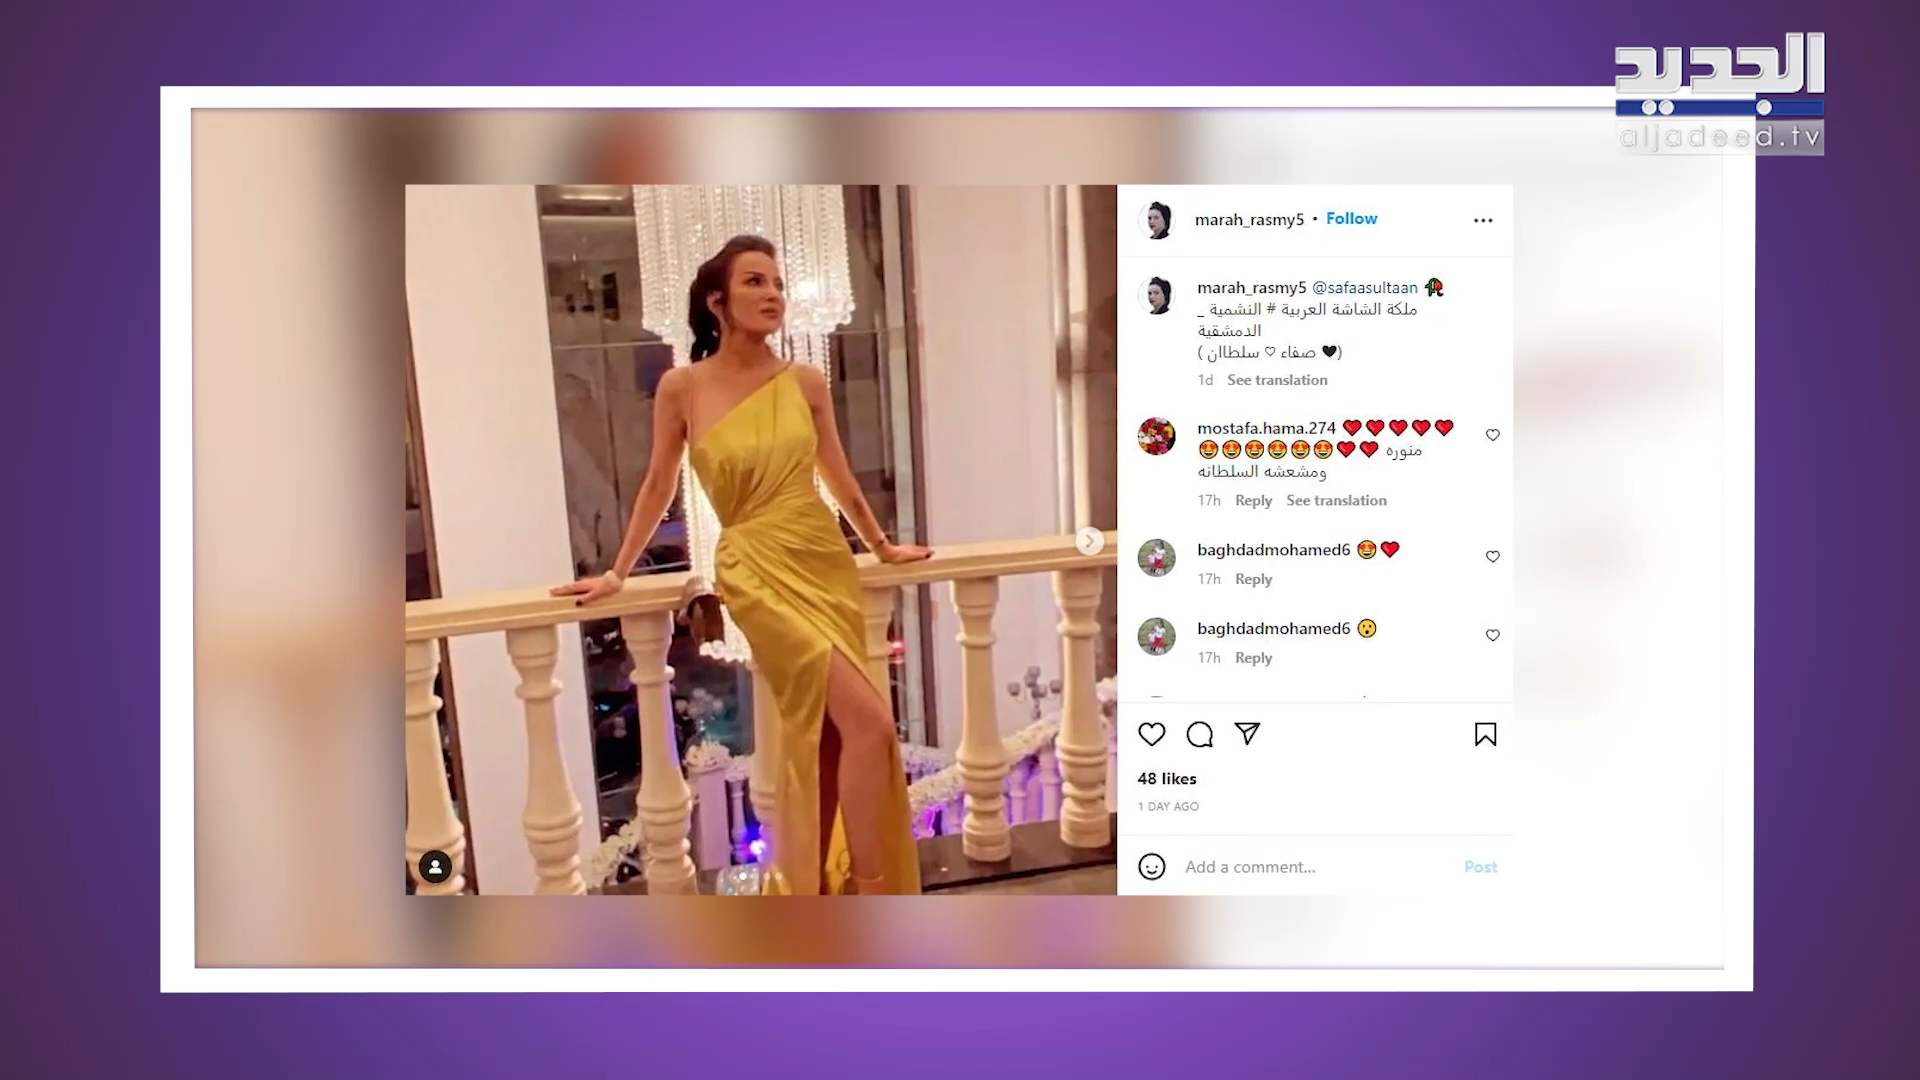 الجديد
aljadeed.tv
marah_rasmy5 • Follow
marah_rasmy5 @safaasultaan 🥀
ملكة الشاشة العربية # النشمية _
الدمشقية
(🖤 صفاء ♡ سلطاان )
1d See translation
mostafa.hama.274 ❤️❤️❤️❤️❤️
😍😍😍😍😍😍❤️❤️ منوره
ومشعشه السلطانه
17h Reply See translation
baghdadmohamed6 😍❤️
17h Reply
baghdadmohamed6 😮
17h Reply
48 likes
1 DAY AGO
Add a comment... Post